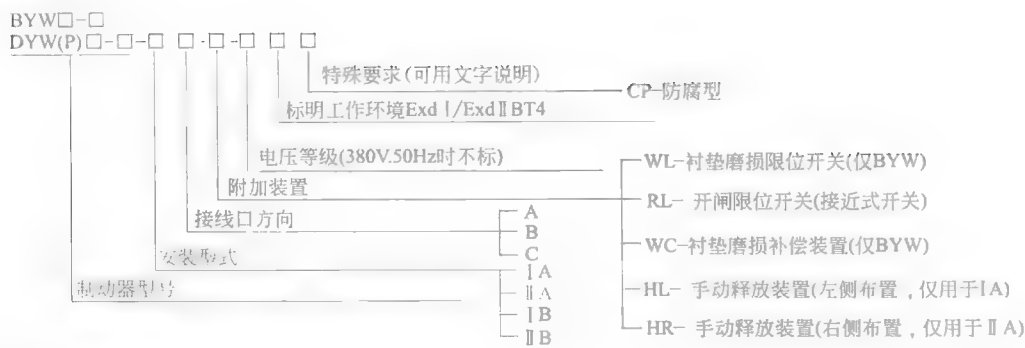 BYW□-□
DYW(P)□-□-□ □-□-□ □ □
特殊要求(可用文字说明)
CP-防腐型
标明工作环境ExdⅠ/ExdⅡBT4
电压等级(380V.50Hz时不标)
附加装置
接线口方向
安装型式
制动器型号
A
B
C
ⅠA
ⅡA
ⅠB
ⅡB
WL-衬垫磨损限位开关(仅BYW)
RL- 开闸限位开关(接近式开关)
WC-衬垫磨损补偿装置(仅BYW)
HL- 手动释放装置(左侧布置，仅用于ⅠA)
HR- 手动释放装置(右侧布置，仅用于ⅡA)